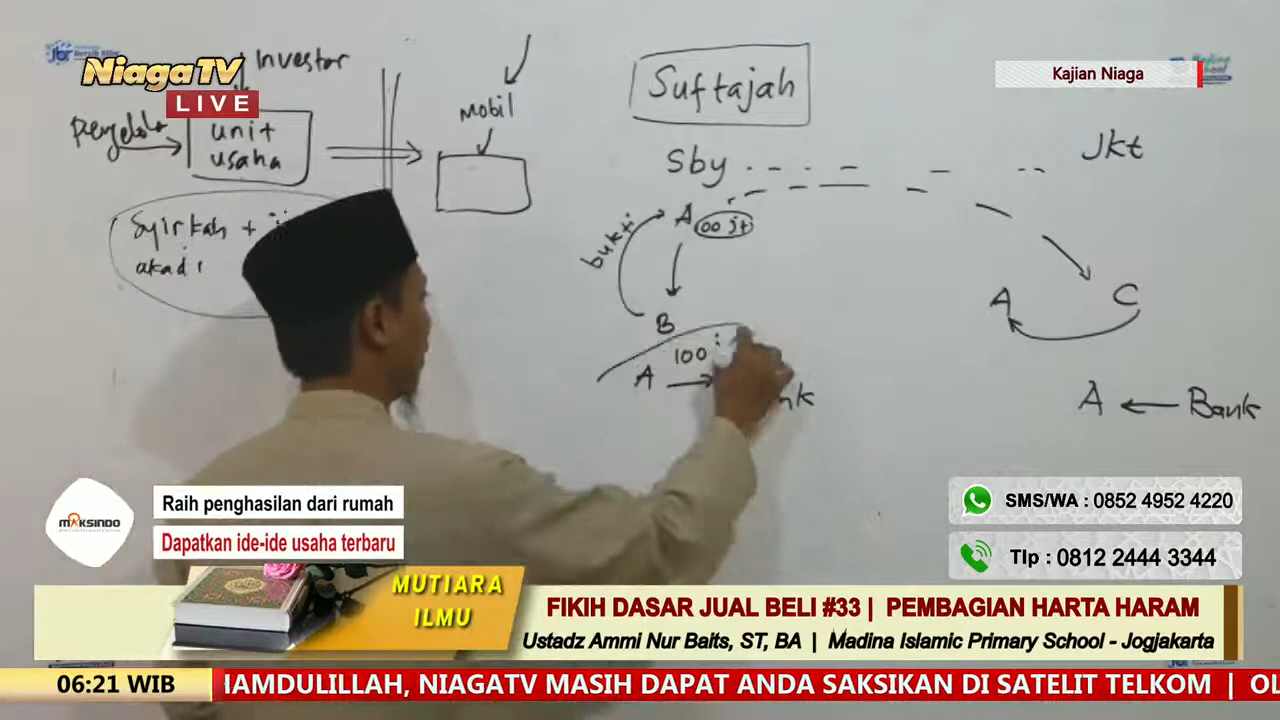 NiagaTV
LIVE
Kajian Niaga
Investor
unit
usaha
mobil
Syirkah +
akad
Suftajah
Sby
Jkt
A
00 jt
bukti
B
A
100
A
C
A
Bank
Raih penghasilan dari rumah
Dapatkan ide-ide usaha terbaru
MAKSINDO
SMS/WA : 0852 4952 4220
Tlp : 0812 2444 3344
MUTIARA
ILMU
FIKIH DASAR JUAL BELI #33 | PEMBAGIAN HARTA HARAM
Ustadz Ammi Nur Baits, ST, BA | Madina Islamic Primary School - Jogjakarta
06:21 WIB
IAMDULILLAH, NIAGATV MASIH DAPAT ANDA SAKSIKAN DI SATELIT TELKOM | OL